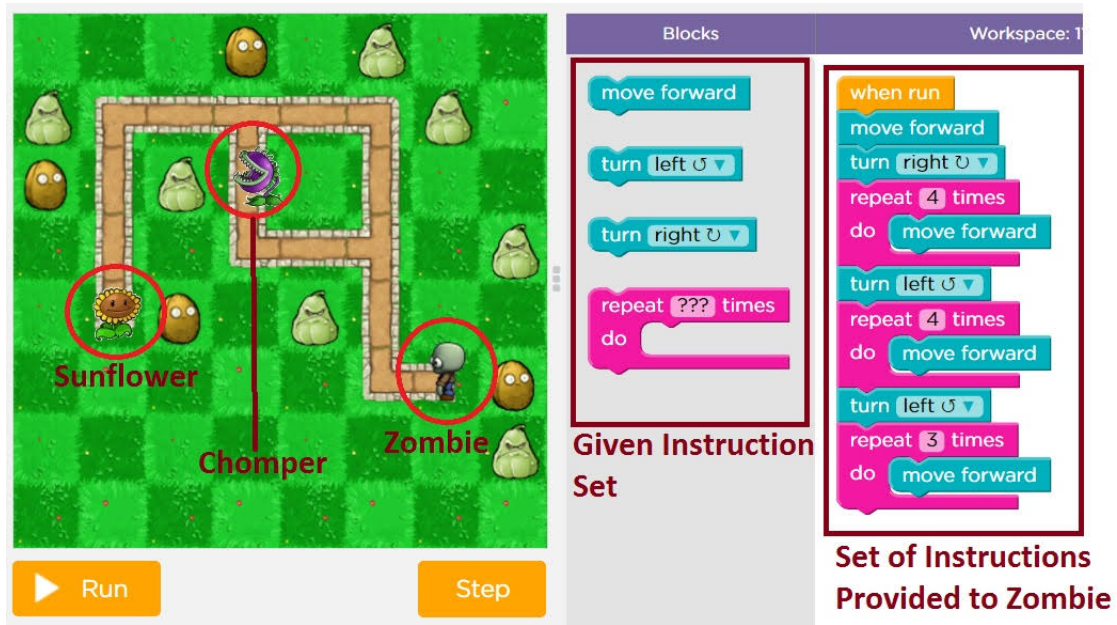 Blocks
Workspace: 1
move forward
turn left ↺ ▼
turn right ↻ ▼
repeat ??? times
do
when run
move forward
turn right ↻ ▼
repeat 4 times
do move forward
turn left ↺ ▼
repeat 4 times
do move forward
turn left ↺ ▼
repeat 3 times
do move forward
Sunflower
Chomper
Zombie
Given Instruction
Set
Set of Instructions
Provided to Zombie
Run
Step